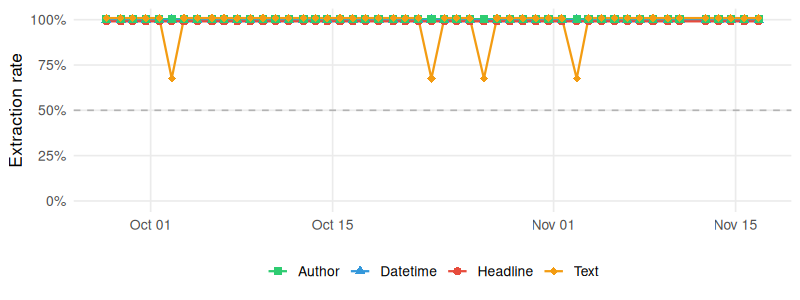 Extraction rate
100%
75%
50%
25%
0%
Oct 01 Oct 15 Nov 01 Nov 15
Author Datetime Headline Text